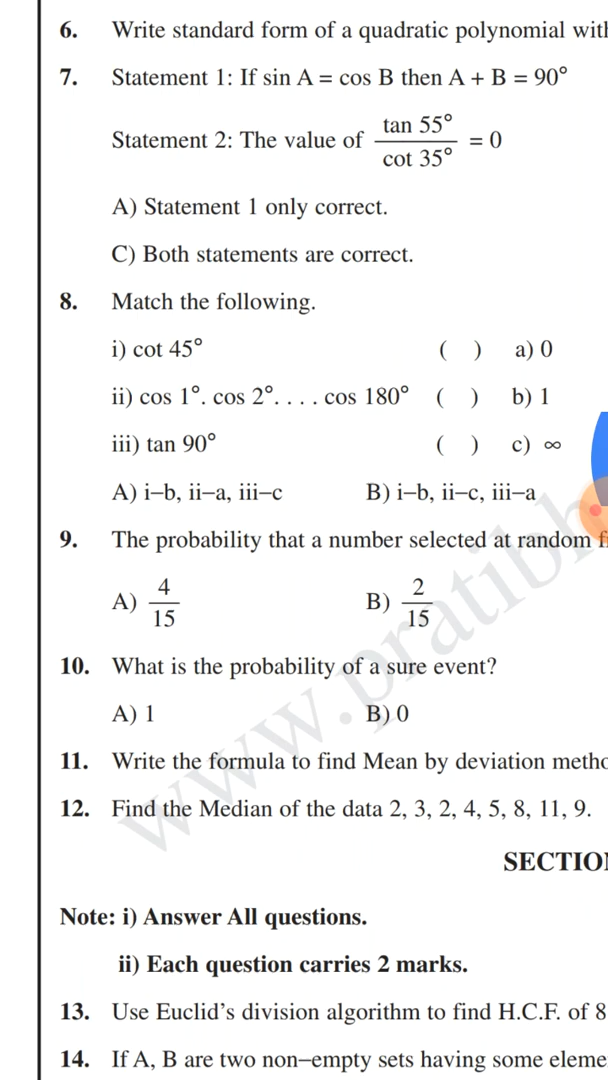 6. Write standard form of a quadratic polynomial with
7. Statement 1: If sin A = cos B then A + B = 90°
Statement 2: The value of tan 55° / cot 35° = 0
A) Statement 1 only correct.
C) Both statements are correct.
8. Match the following.
i) cot 45° ( ) a) 0
ii) cos 1°. cos 2°. . . . cos 180° ( ) b) 1
iii) tan 90° ( ) c) ∞
A) i–b, ii–a, iii–c B) i–b, ii–c, iii–a
9. The probability that a number selected at random
A) 4/15 B) 2/15
10. What is the probability of a sure event?
A) 1 B) 0
11. Write the formula to find Mean by deviation
12. Find the Median of the data 2, 3, 2, 4, 5, 8, 11, 9.
www.pratibh
SECTION
Note: i) Answer All questions.
ii) Each question carries 2 marks.
13. Use Euclid’s division algorithm to find H.C.F. of 8
14. If A, B are two non–empty sets having some eleme